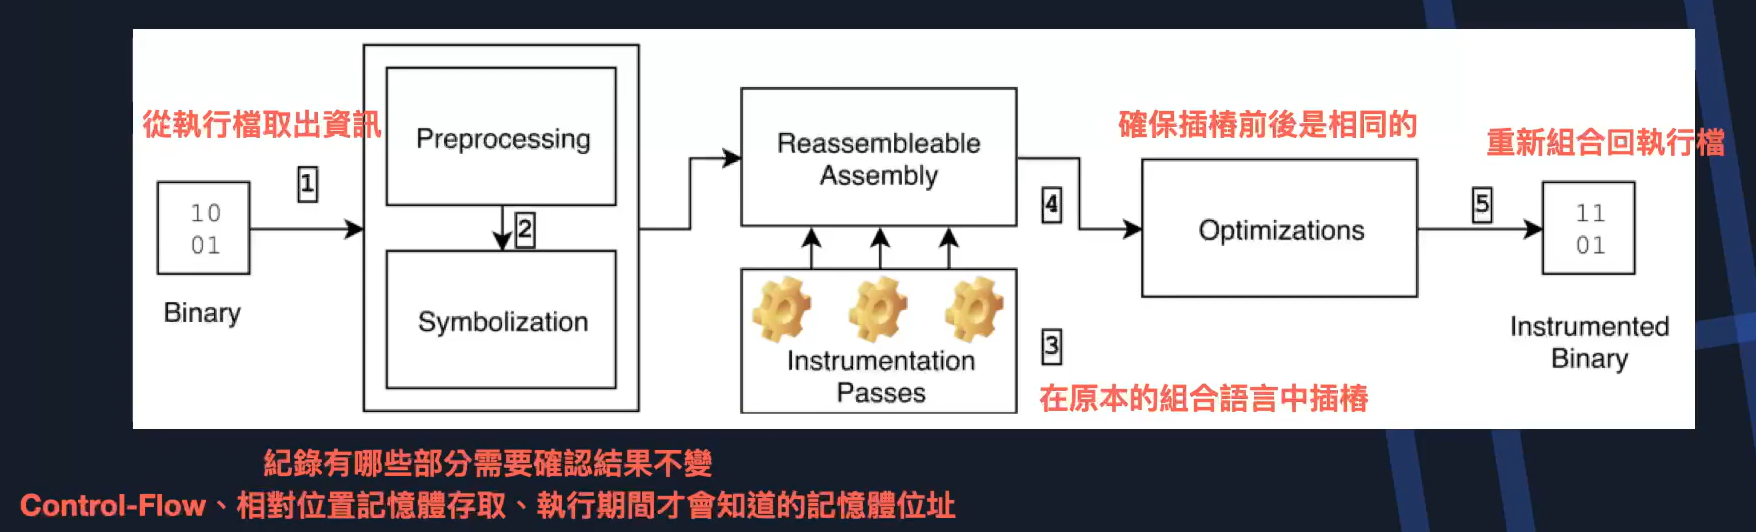 從執行檔取出資訊
1
10
01
Binary
Preprocessing
2
Symbolization
Reassembleable
Assembly
Instrumentation
Passes
3
在原本的組合語言中插樁
4
確保插樁前後是相同的
Optimizations
5
重新組合回執行檔
11
01
Instrumented
Binary
紀錄有哪些部分需要確認結果不變
Control-Flow、相對位置記憶體存取、執行期間才會知道的記憶體位址